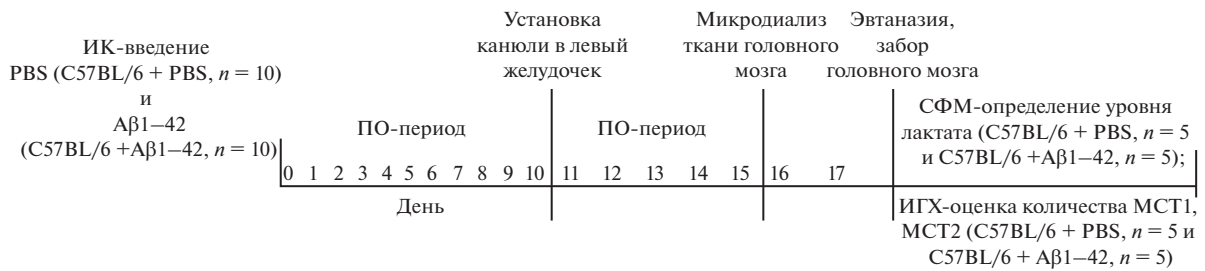 ИК-введение
PBS (C57BL/6 + PBS, n = 10)
и
Aβ1–42
(C57BL/6 +Aβ1–42, n = 10)
Установка
канюли в левый
желудочек
Микродиализ
ткани головного
мозга
Эвтаназия,
забор
головного мозга
ПО-период
ПО-период
0 1 2 3 4 5 6 7 8 9 10 11 12 13 14 15 16 17
День
СФМ-определение уровня
лактата (C57BL/6 + PBS, n = 5
и C57BL/6 +Aβ1–42, n = 5);
ИГХ-оценка количества МСТ1,
МСТ2 (C57BL/6 + PBS, n = 5 и
C57BL/6 + Aβ1–42, n = 5)